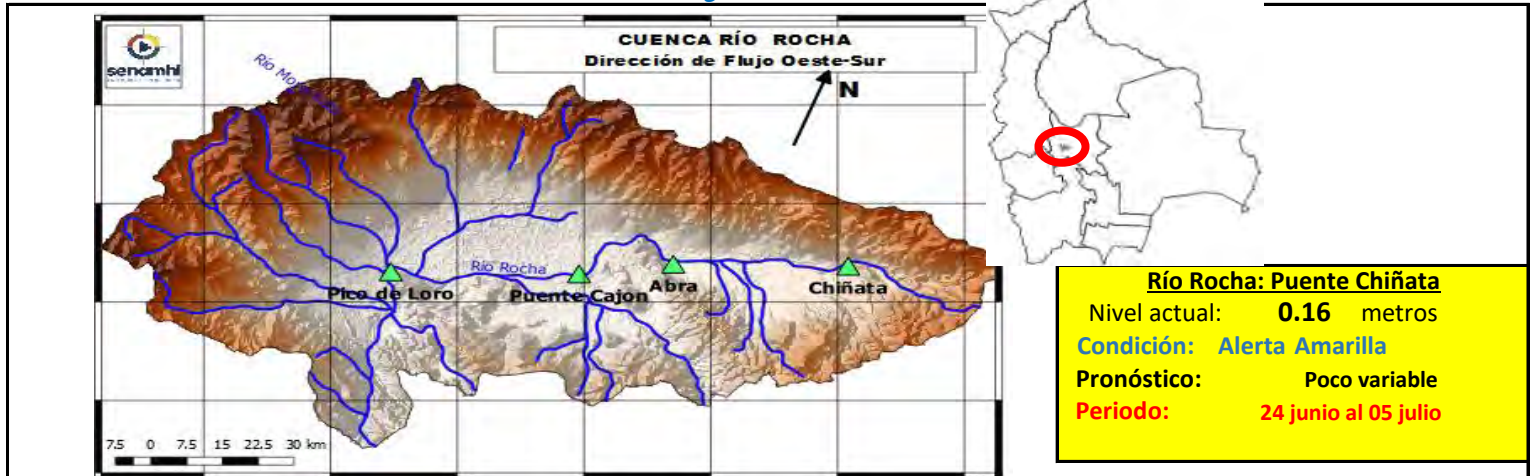 senamhi
CUENCA RÍO ROCHA
Dirección de Flujo Oeste-Sur
N
Río
Río Rocha
Pico de Loro
Puente Cajon
Abra
Chiñata
7.5 0 7.5 15 22.5 30 km
Río Rocha: Puente Chiñata
Nivel actual: 0.16 metros
Condición: Alerta Amarilla
Pronóstico: Poco variable
Periodo: 24 junio al 05 julio